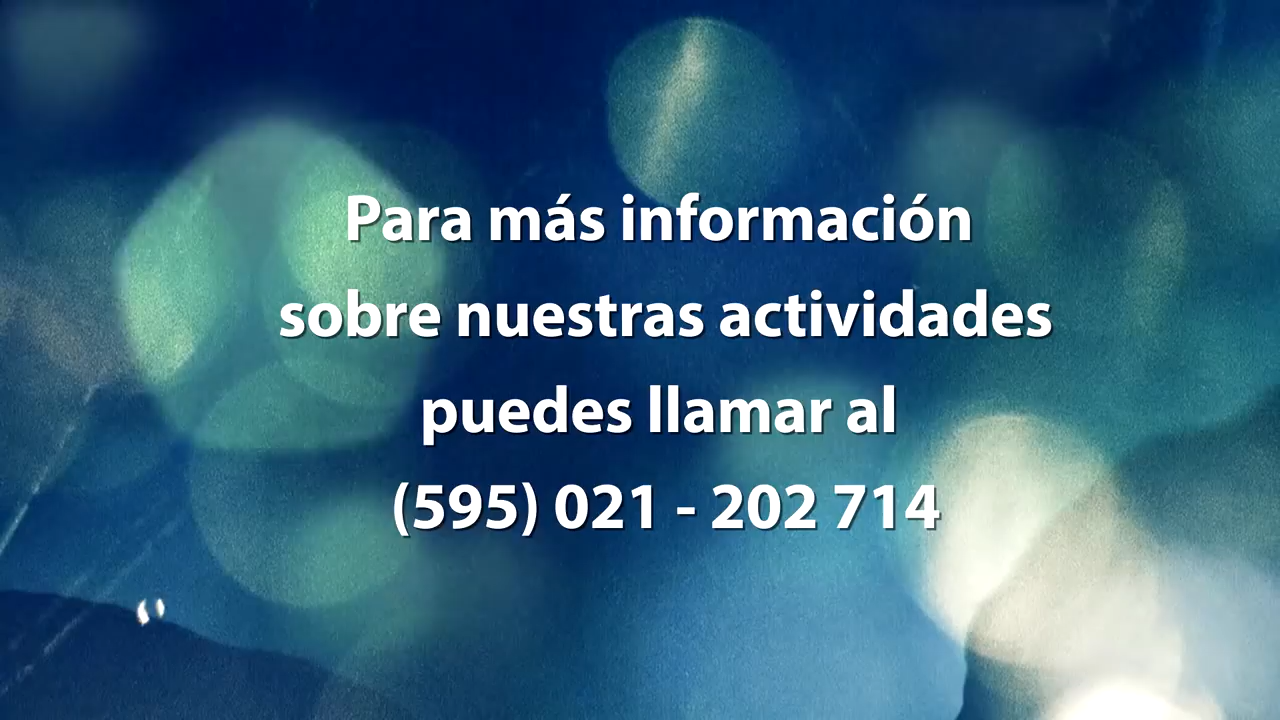 Para más información
sobre nuestras actividades
puedes llamar al
(595) 021 - 202 714